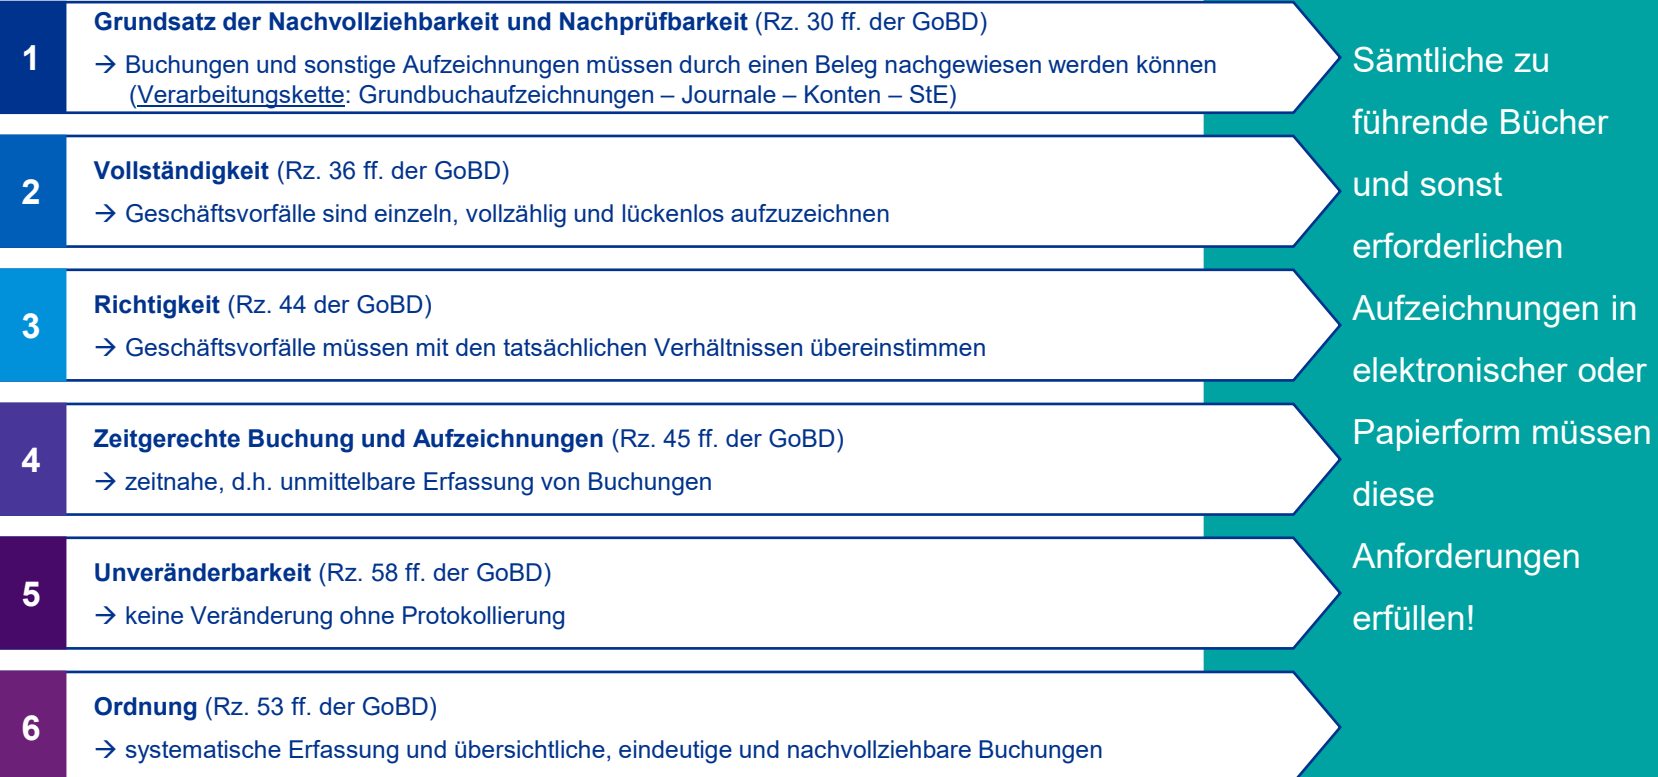 1
Grundsatz der Nachvollziehbarkeit und Nachprüfbarkeit (Rz. 30 ff. der GoBD)
→ Buchungen und sonstige Aufzeichnungen müssen durch einen Beleg nachgewiesen werden können
(Verarbeitungskette: Grundbuchaufzeichnungen – Journale – Konten – StE)
2
Vollständigkeit (Rz. 36 ff. der GoBD)
→ Geschäftsvorfälle sind einzeln, vollzählig und lückenlos aufzuzeichnen
3
Richtigkeit (Rz. 44 der GoBD)
→ Geschäftsvorfälle müssen mit den tatsächlichen Verhältnissen übereinstimmen
4
Zeitgerechte Buchung und Aufzeichnungen (Rz. 45 ff. der GoBD)
→ zeitnahe, d.h. unmittelbare Erfassung von Buchungen
5
Unveränderbarkeit (Rz. 58 ff. der GoBD)
→ keine Veränderung ohne Protokollierung
6
Ordnung (Rz. 53 ff. der GoBD)
→ systematische Erfassung und übersichtliche, eindeutige und nachvollziehbare Buchungen
Sämtliche zu
führende Bücher
und sonst
erforderlichen
Aufzeichnungen in
elektronischer oder
Papierform müssen
diese
Anforderungen
erfüllen!